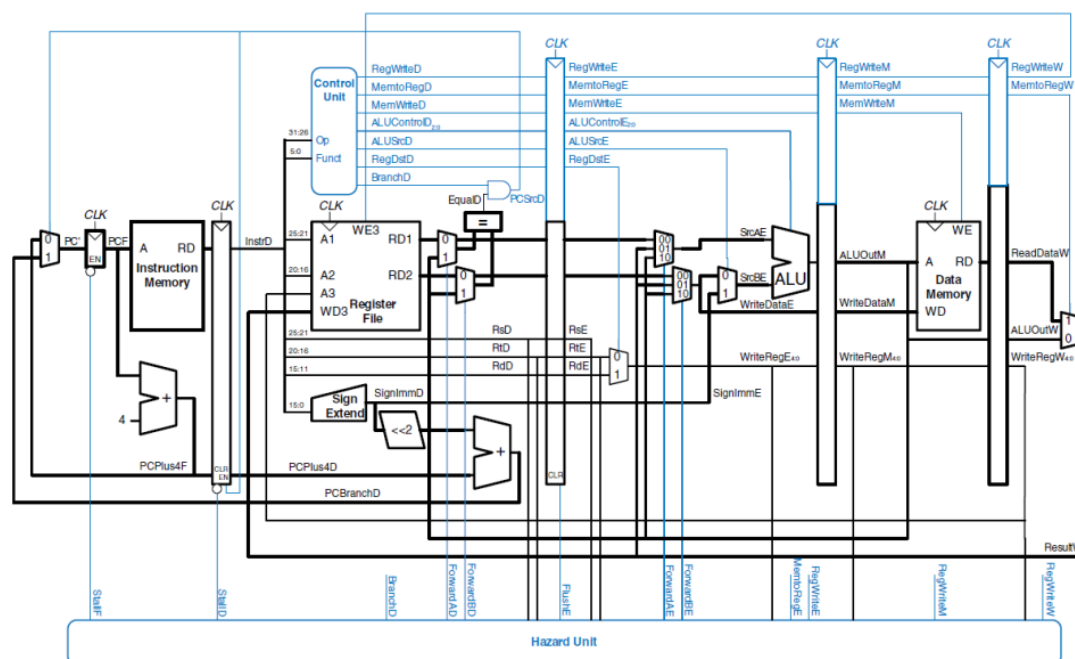 CLK
CLK
CLK
RegWriteD
RegWriteE
RegWriteM
RegWriteW
Control
Unit
MemtoRegD
MemtoRegE
MemtoRegM
MemtoRegW
MemWriteD
MemWriteE
MemWriteM
ALUControlD2:0
ALUControlE2:0
31:26
Op
ALUSrcD
ALUSrcE
5:0
Funct
RegDstD
RegDstE
BranchD
EqualD
PCSrcD
CLK
CLK
CLK
CLK
=
0
1
PC'
PCF
EN
A
RD
Instruction
Memory
InstrD
25:21
A1
WE3
RD1
0
1
00
01
10
SrcAE
ALU
ALUOutM
WE
A
RD
Data
Memory
WD
ReadDataW
20:16
A2
RD2
0
1
00
01
10
0
1
SrcBE
A3
WD3
Register
File
WriteDataE
WriteDataM
ALUOutW
1
0
25:21
RsD
RsE
20:16
RtD
RtE
0
1
15:11
RdD
RdE
WriteRegE4:0
WriteRegM4:0
WriteRegW4:0
15:0
Sign
Extend
SignImmD
SignImmE
+
4
<<2
+
PCPlus4F
CLR
EN
PCPlus4D
CLR
PCBranchD
ResultW
StallF
StallD
BranchD
ForwardAD
ForwardBD
FlushE
ForwardAE
ForwardBE
MemtoRegE
RegWriteE
RegWriteM
RegWriteW
Hazard Unit